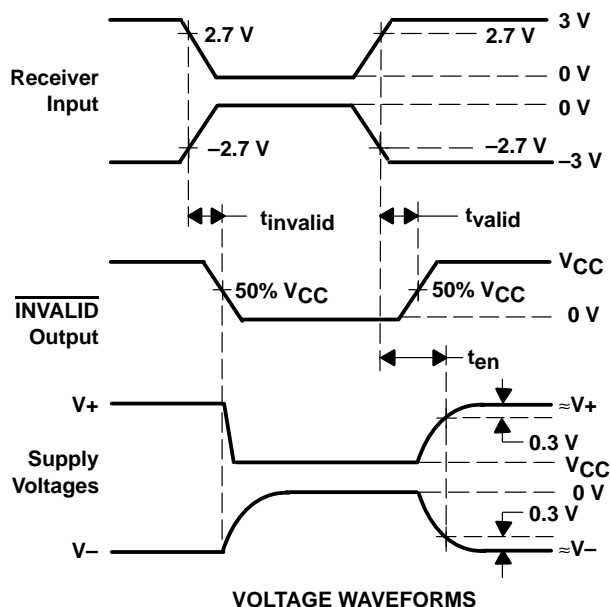 2.7 V
2.7 V
3 V
Receiver
Input
0 V
0 V
–2.7 V
–2.7 V
–3 V
tinvalid
tvalid
INVALID
Output
50% VCC
50% VCC
VCC
0 V
ten
V+
≈V+
0.3 V
Supply
Voltages
VCC
0 V
0.3 V
V–
≈V–
VOLTAGE WAVEFORMS